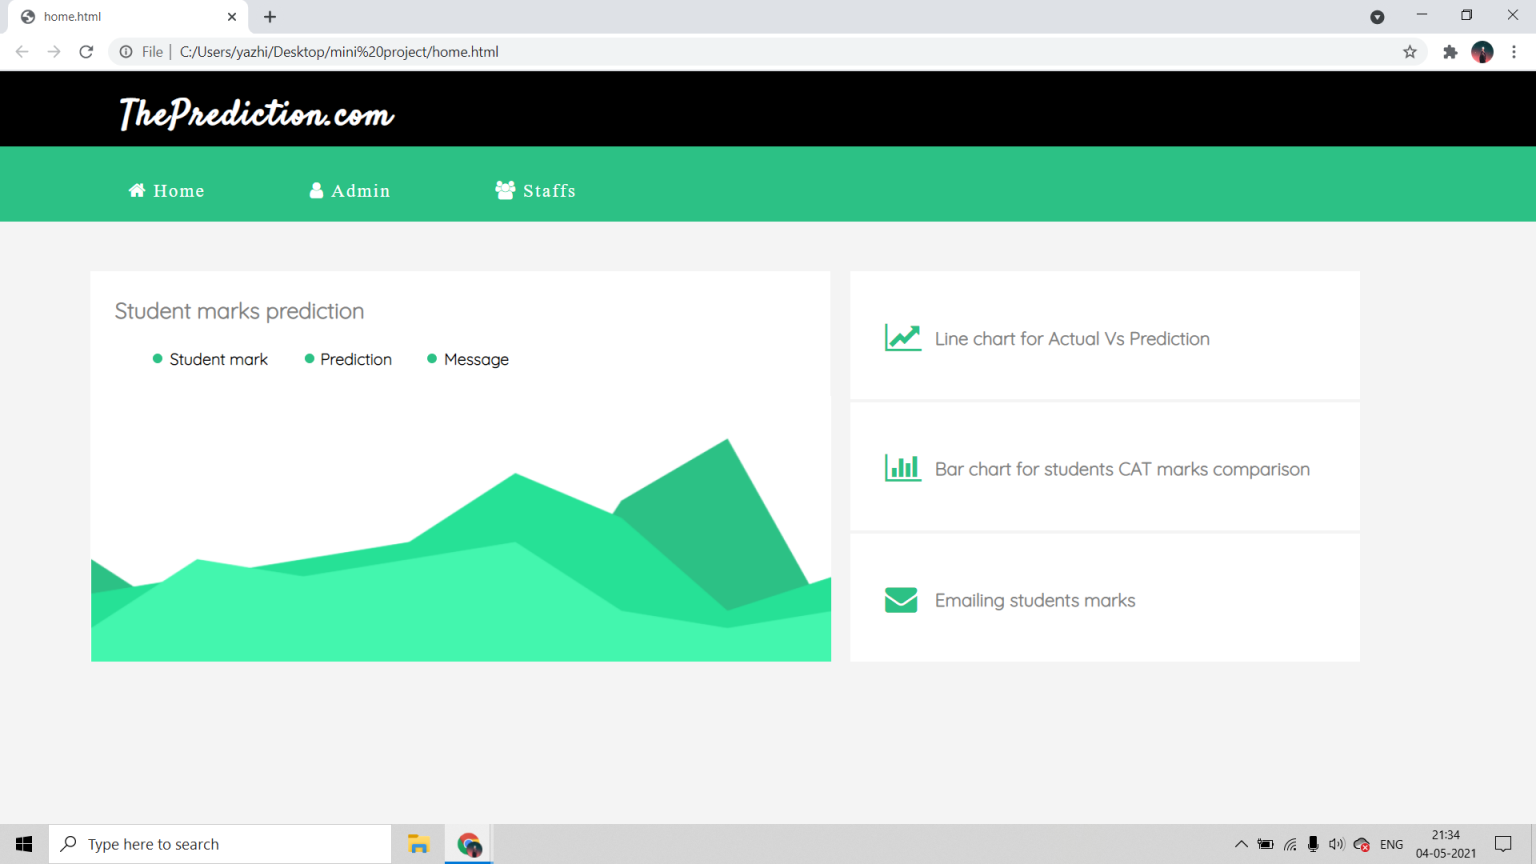 home.html
File | C:/Users/yazhi/Desktop/mini%20project/home.html
ThePrediction.com
Home Admin Staffs
Student marks prediction
Student mark Prediction Message
Line chart for Actual Vs Prediction
Bar chart for students CAT marks comparison
Emailing students marks
Type here to search
ENG
21:34
04-05-2021